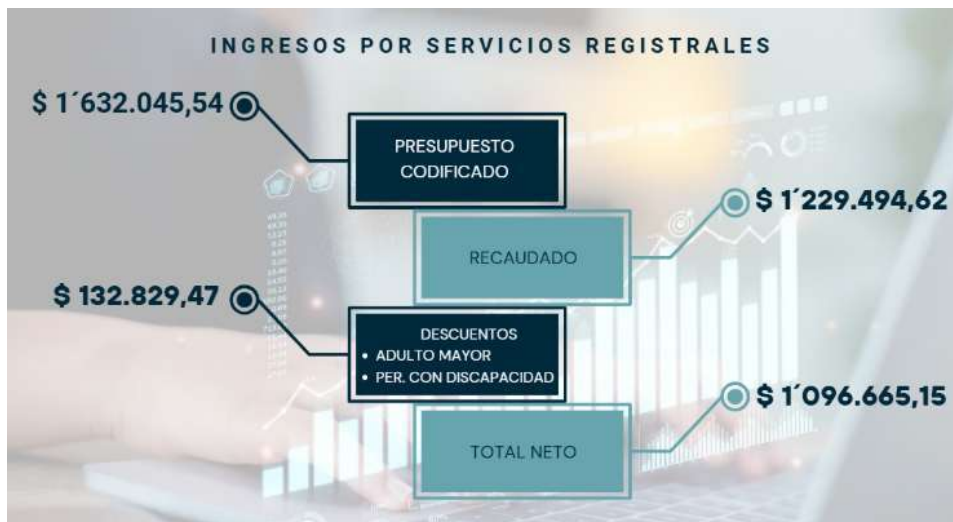 INGRESOS POR SERVICIOS REGISTRALES
$ 1´632.045,54
PRESUPUESTO
CODIFICADO
$ 1´229.494,62
RECAUDADO
$ 132.829,47
DESCUENTOS
• ADULTO MAYOR
• PER. CON DISCAPACIDAD
$ 1´096.665,15
TOTAL NETO